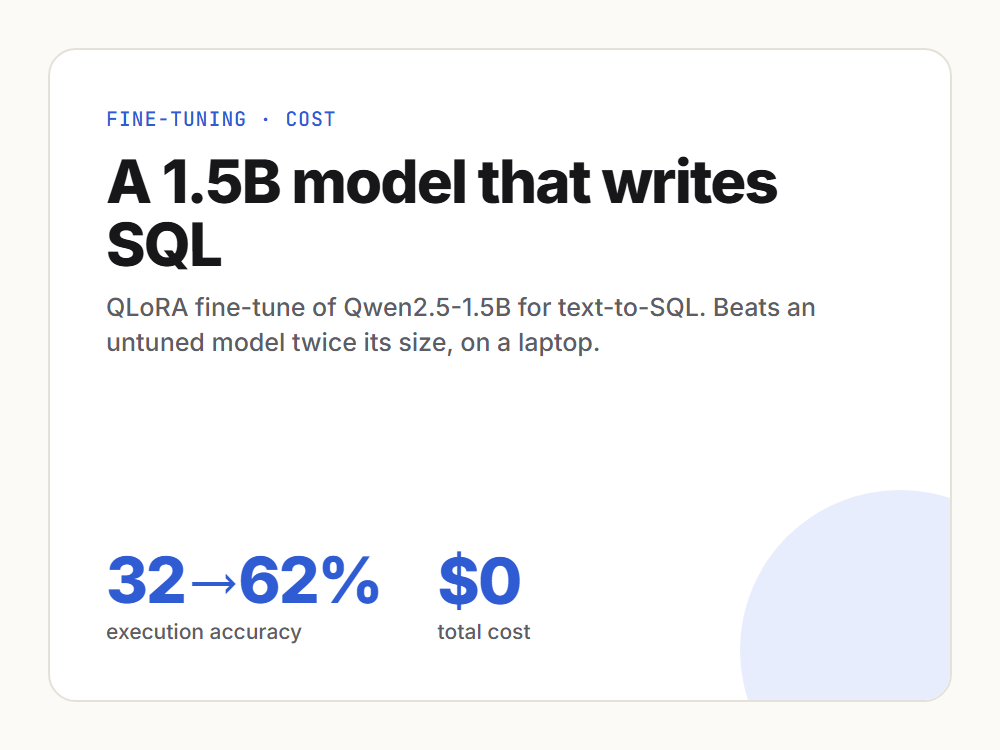 FINE-TUNING · COST
A 1.5B model that writes
SQL
QLoRA fine-tune of Qwen2.5-1.5B for text-to-SQL. Beats an
untuned model twice its size, on a laptop.
32→62%
execution accuracy
$0
total cost